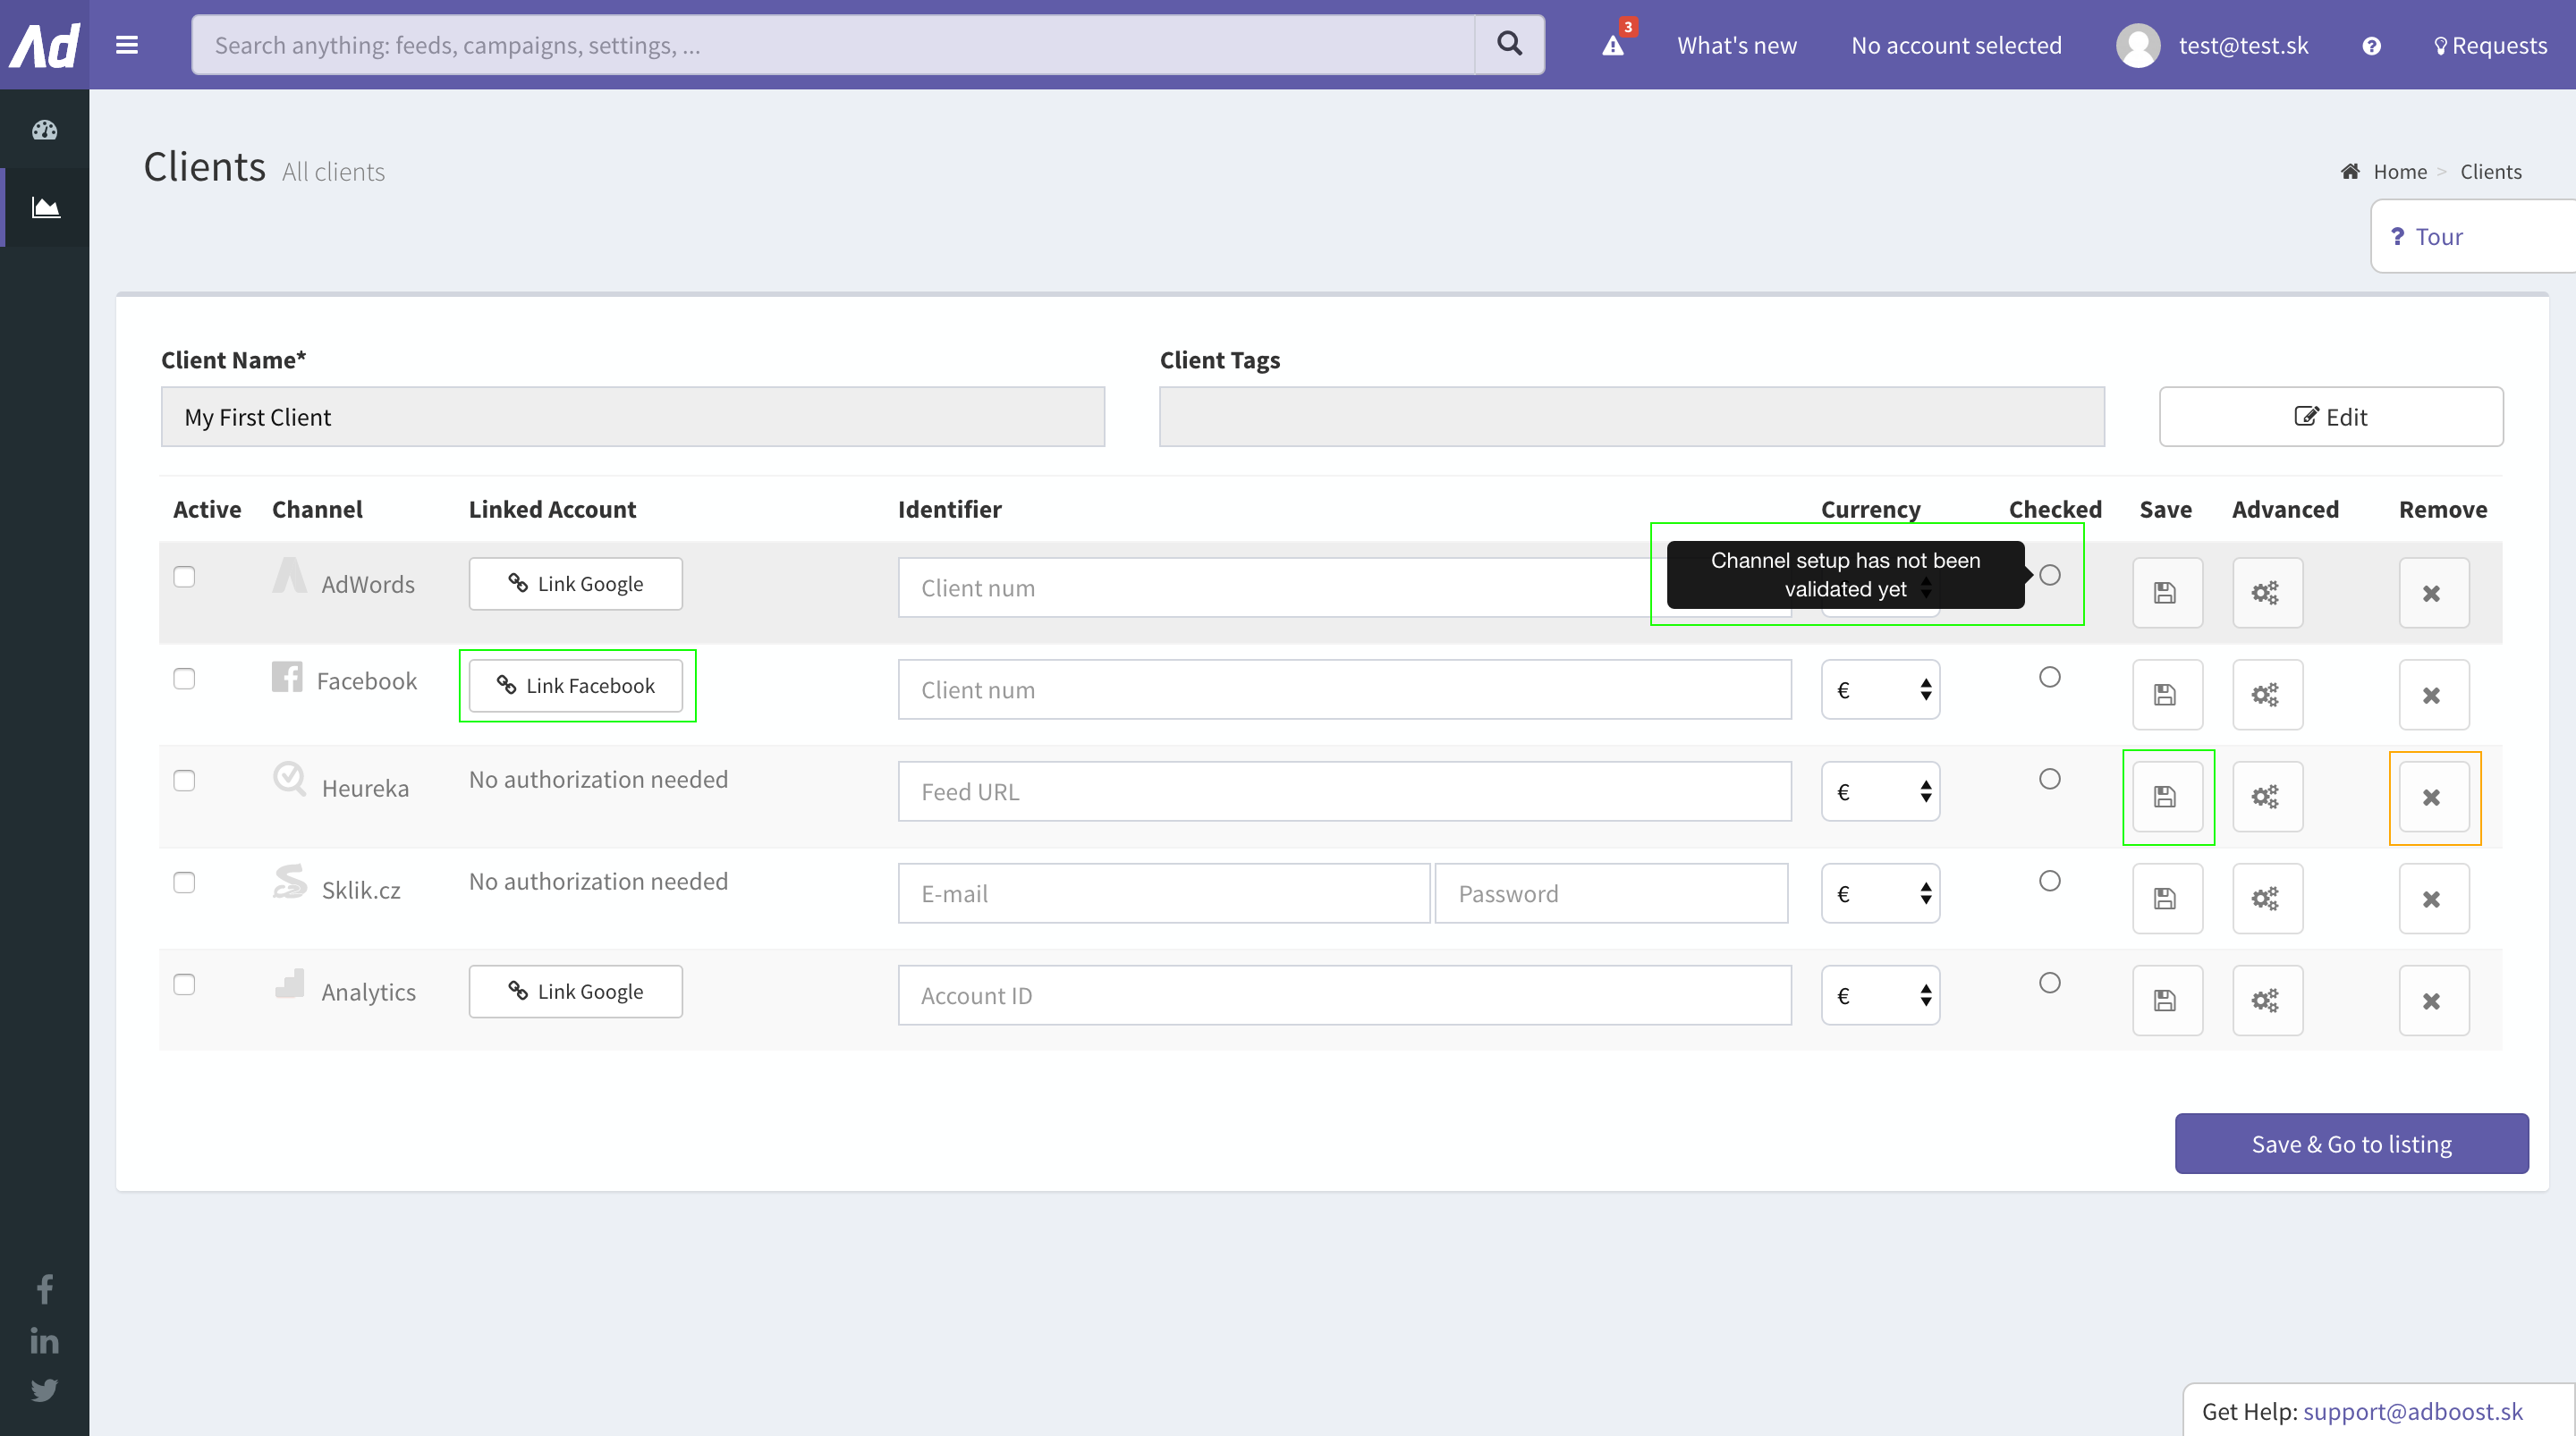 Ad
Search anything: feeds, campaigns, settings, ...
3
What's new
No account selected
test@test.sk
Requests
Clients All clients
Home > Clients
? Tour
Client Name*
Client Tags
My First Client
Edit
Active Channel Linked Account Identifier Currency Checked Save Advanced Remove
AdWords Link Google Client num
Channel setup has not been
validated yet
Facebook Link Facebook Client num €
Heureka No authorization needed Feed URL €
Sklik.cz No authorization needed E-mail Password €
Analytics Link Google Account ID €
Save & Go to listing
Get Help: support@adboost.sk